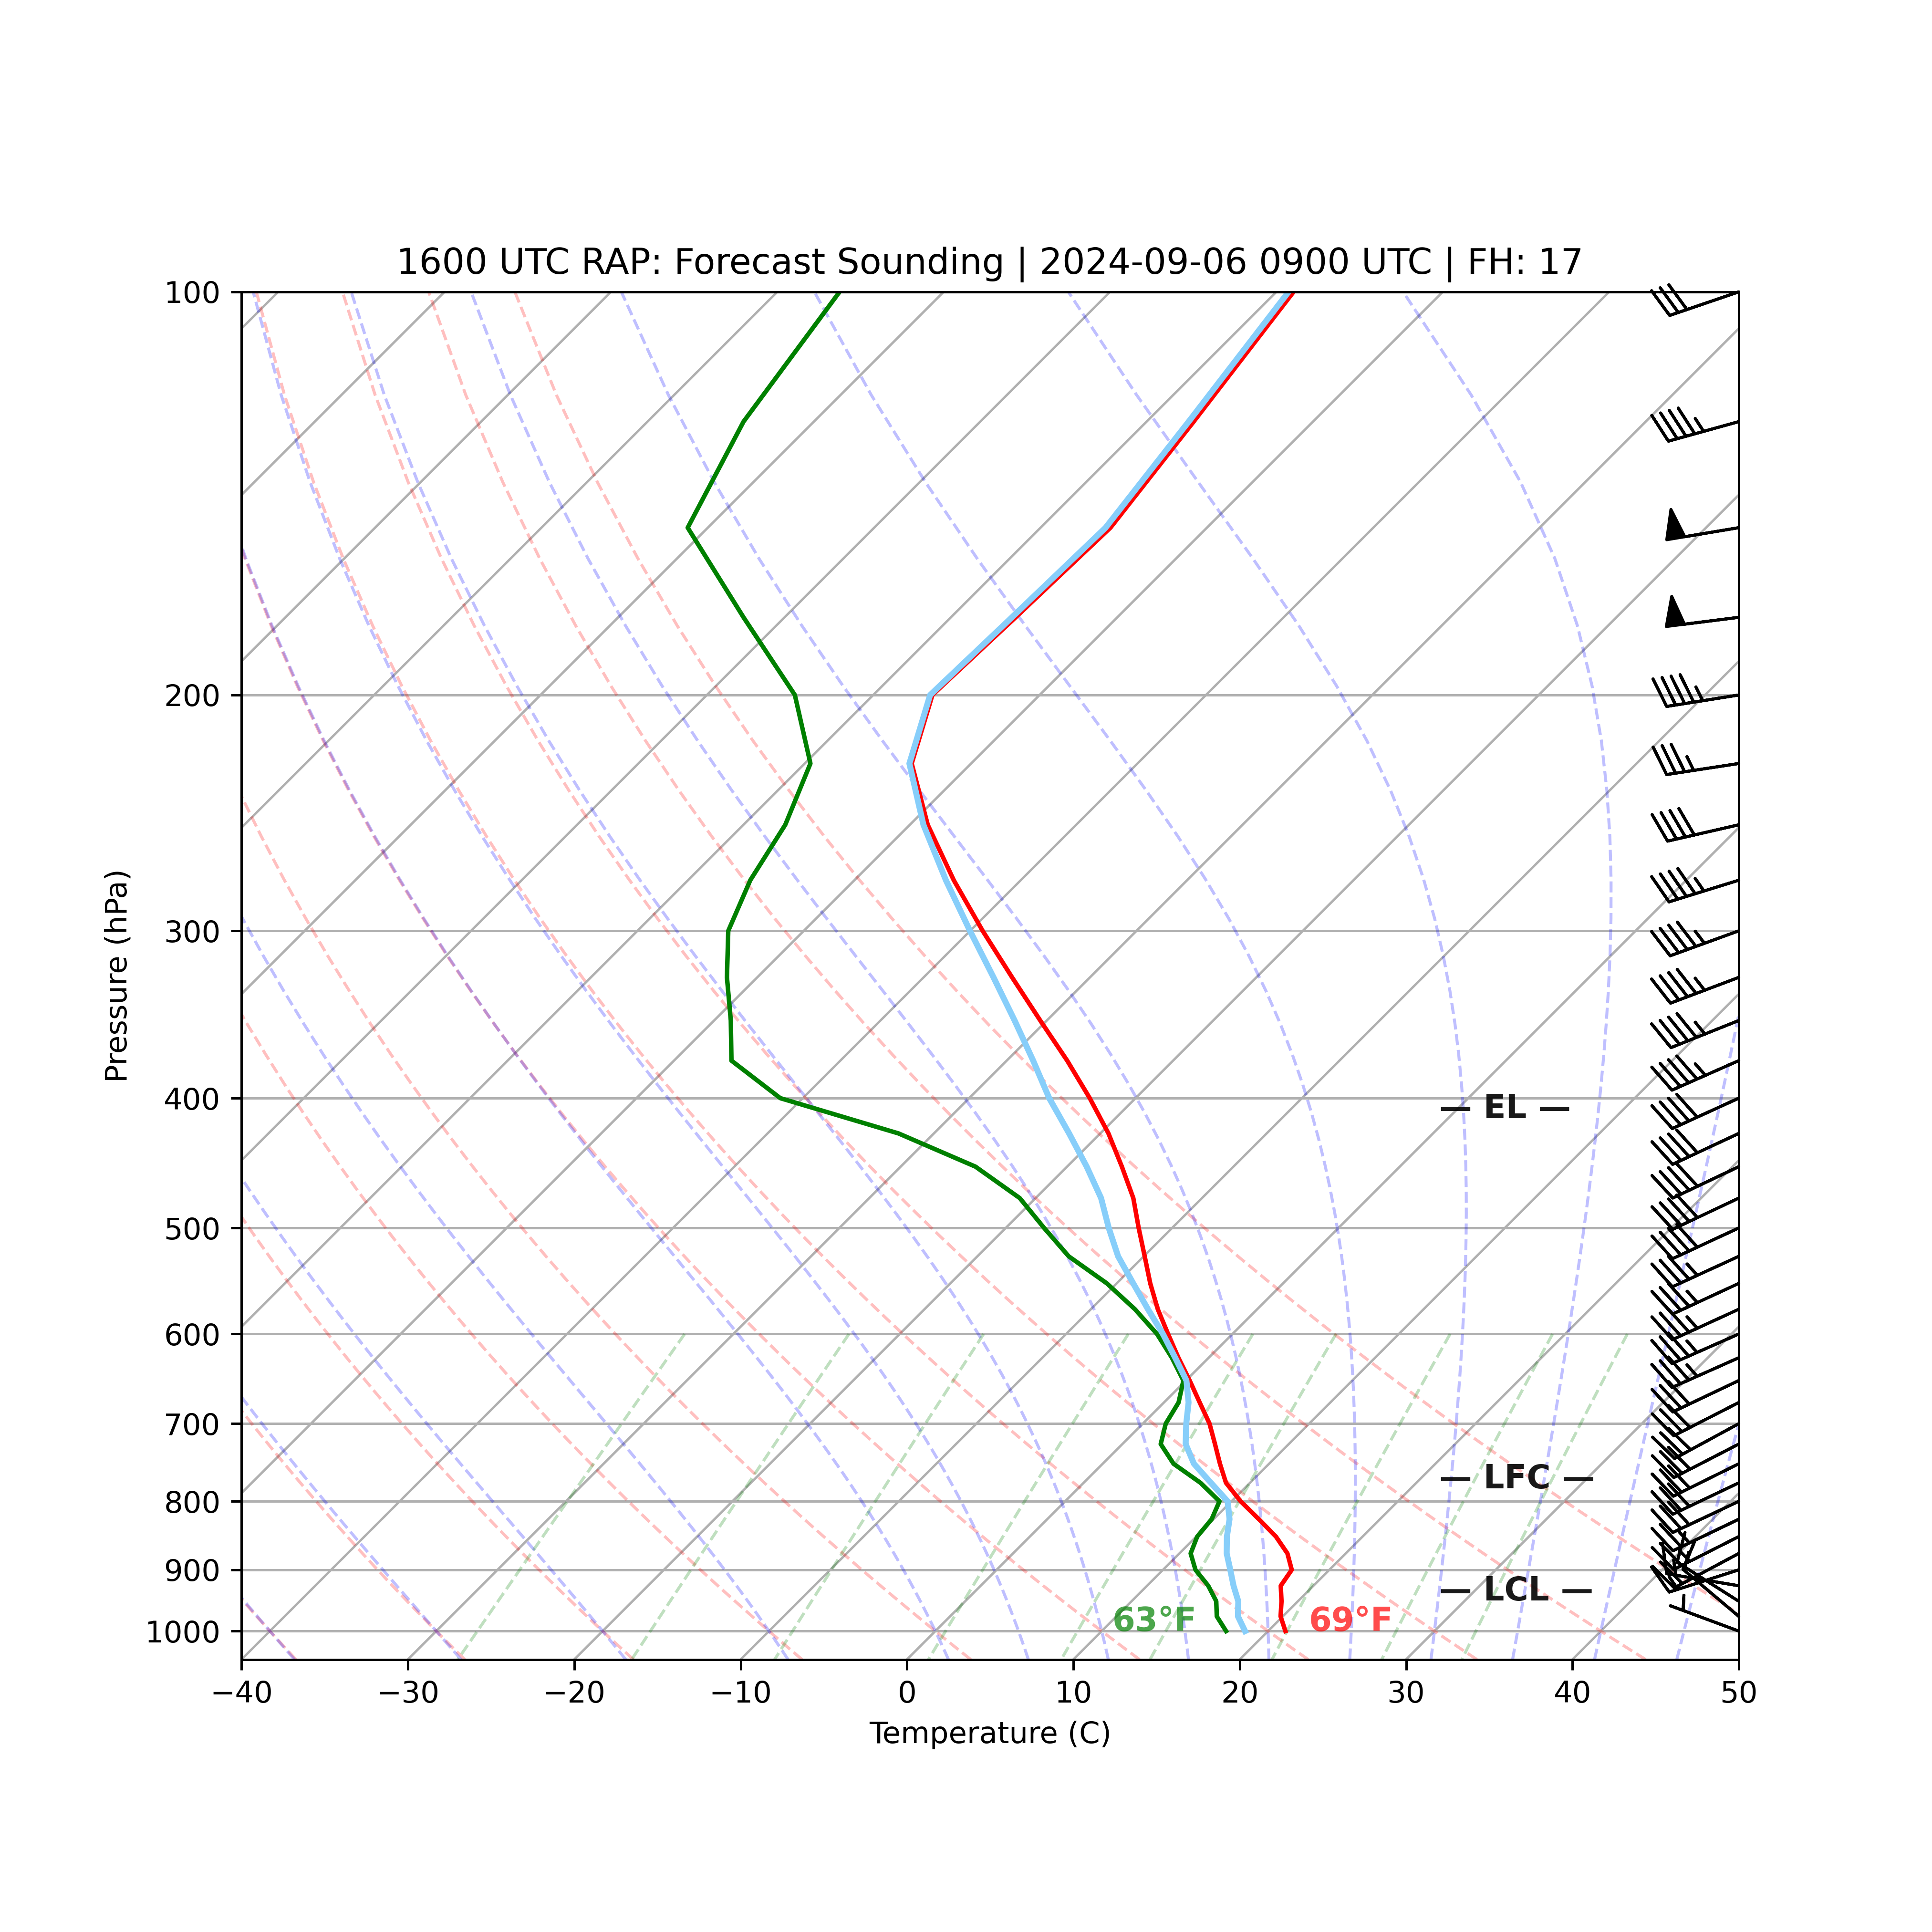 1600 UTC RAP: Forecast Sounding | 2024-09-06 0900 UTC | FH: 17
100
200
300
400
500
600
700
800
900
1000
Pressure (hPa)
— EL —
— LFC —
— LCL —
63°F
69°F
−40 −30 −20 −10 0 10 20 30 40 50
Temperature (C)